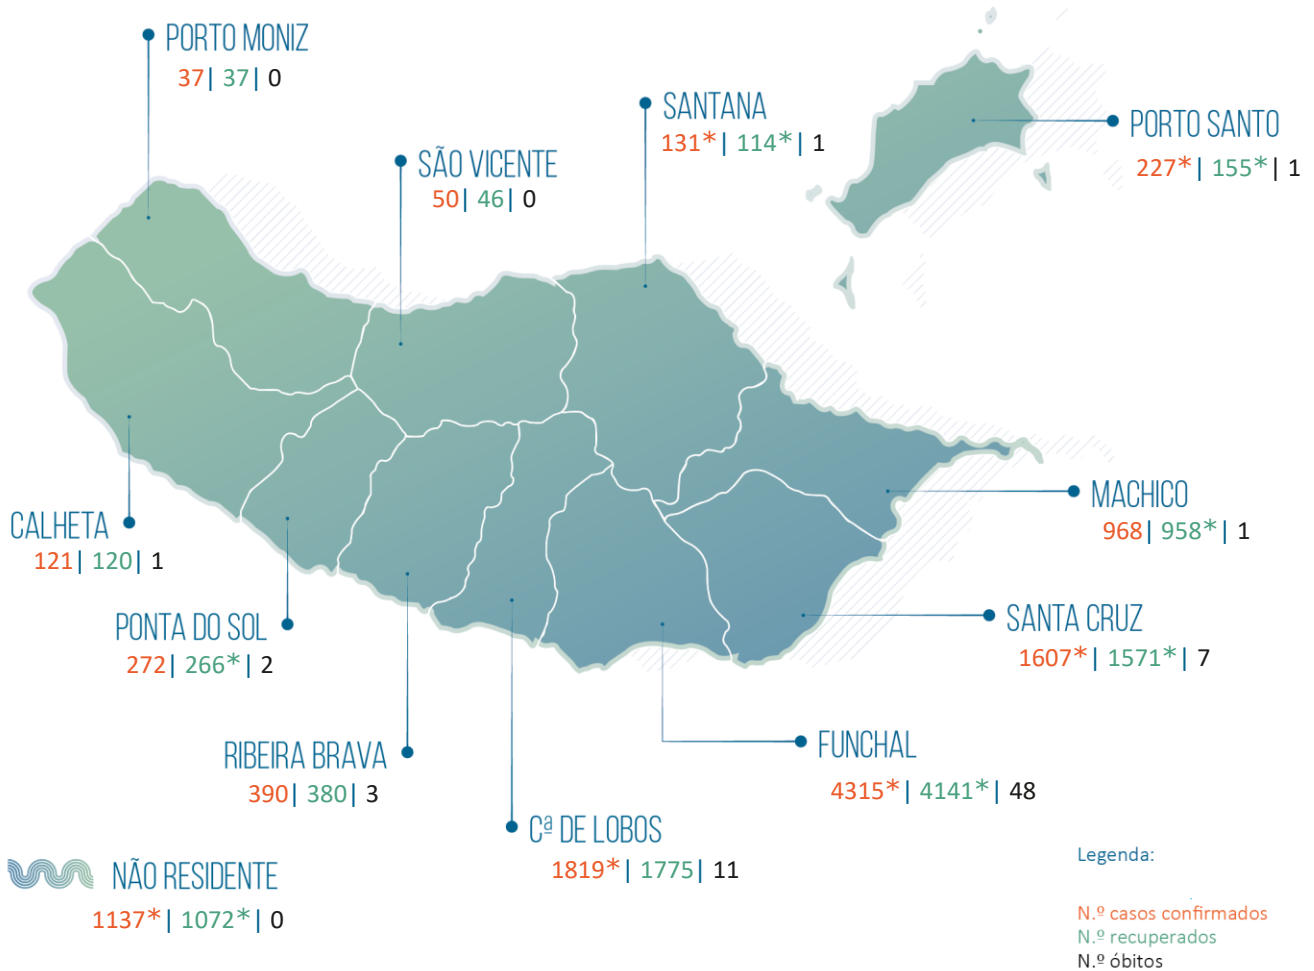 PORTO MONIZ
37| 37| 0
SANTANA
131*| 114*| 1
PORTO SANTO
227*| 155*| 1
SÃO VICENTE
50| 46| 0
MACHICO
968| 958*| 1
CALHETA
121| 120| 1
PONTA DO SOL
272| 266*| 2
SANTA CRUZ
1607*| 1571*| 7
RIBEIRA BRAVA
390| 380| 3
FUNCHAL
4315*| 4141*| 48
Cª DE LOBOS
1819*| 1775| 11
NÃO RESIDENTE
1137*| 1072*| 0
Legenda:
N.º casos confirmados
N.º recuperados
N.º óbitos